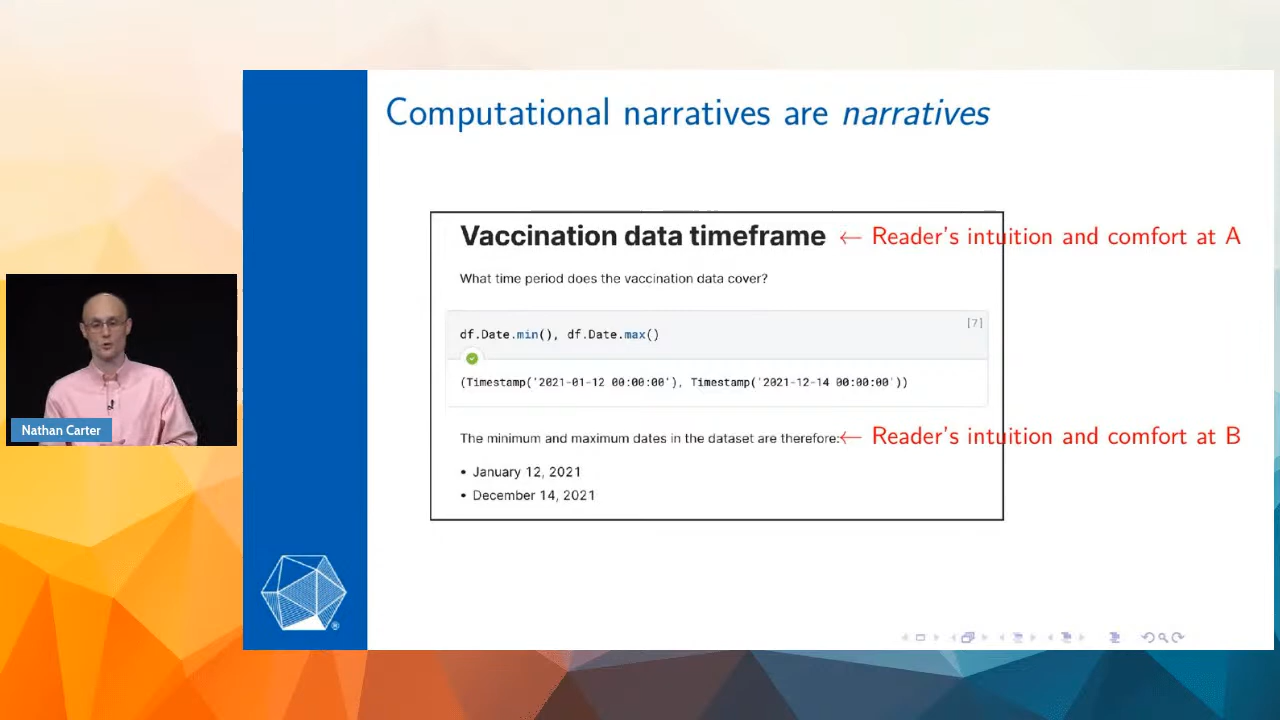 Computational narratives are narratives
Vaccination data timeframe ← Reader's intuition and comfort at A
What time period does the vaccination data cover?
[7]
df.Date.min(), df.Date.max()
(Timestamp('2021-01-12 00:00:00'), Timestamp('2021-12-14 00:00:00'))
The minimum and maximum dates in the dataset are therefore: ← Reader's intuition and comfort at B
• January 12, 2021
• December 14, 2021
Nathan Carter
®